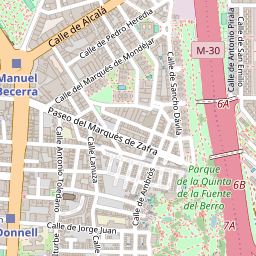 Calle de Alcalá
Calle de Pedro Heredia
Calle del Marqués de Mondéjar
M-30
Calle de Antonio Pirala
Calle de San Emilio
Manuel
Becerra
Calle de Sancho Dávila
6A
Paseo del Marqués de Zafra
Calle Antonio Toledano
Calle Lanuza
Parque
de la Quinta
de la Fuente
del Berro
6B
Calle de Ambrós
Calle de Jorge Juan
7A
Donnell